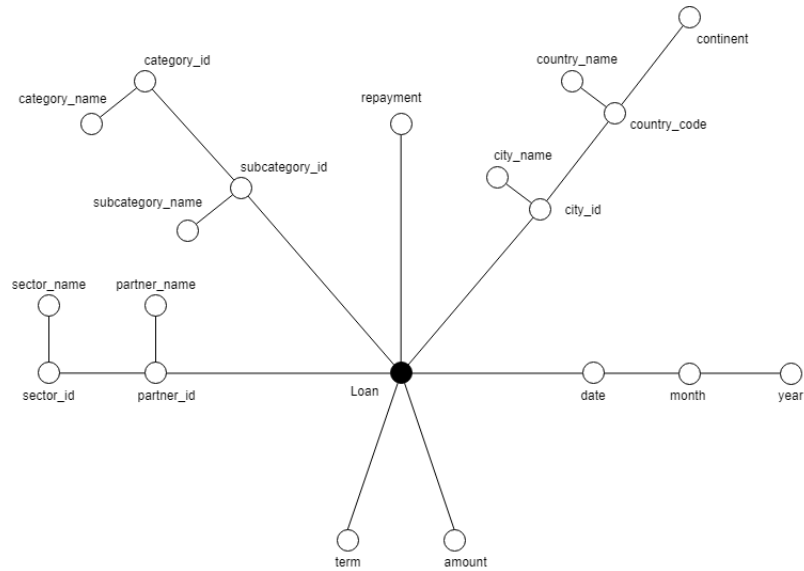 continent
category_id
country_name
category_name
repayment
country_code
city_name
subcategory_id
subcategory_name
city_id
sector_name
partner_name
Loan
sector_id
partner_id
date
month
year
term
amount